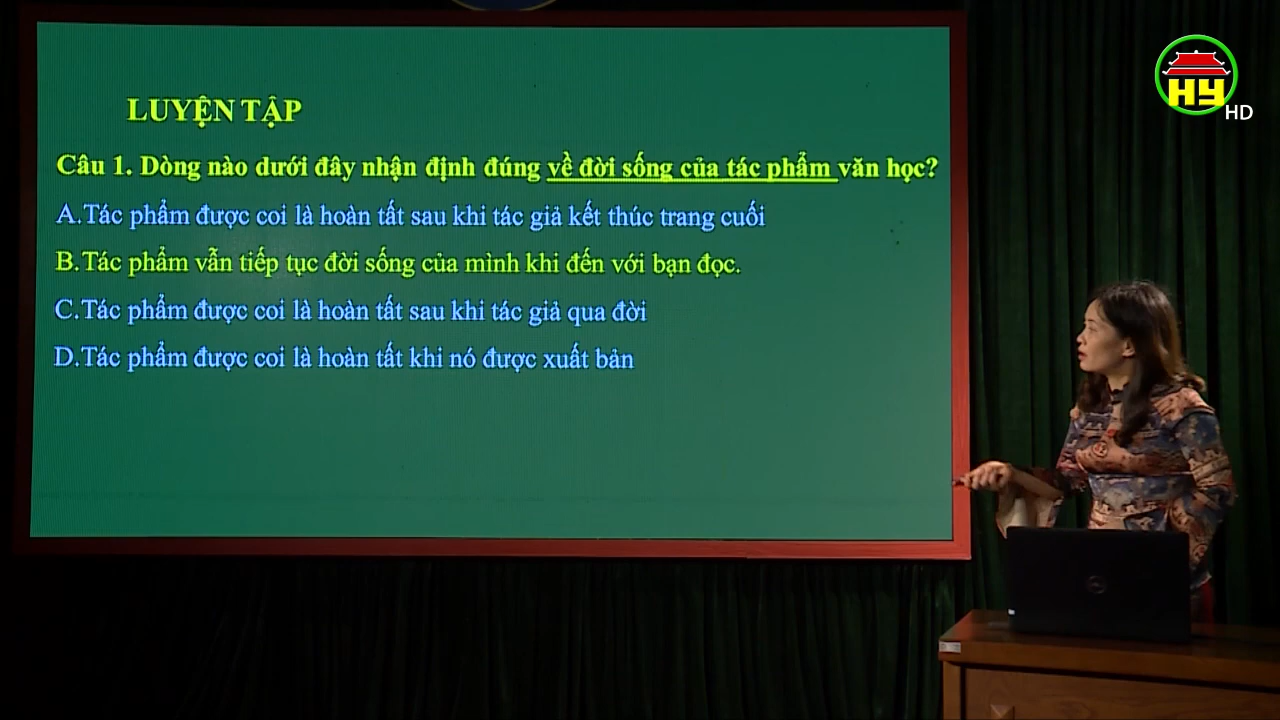 LUYỆN TẬP
Câu 1. Dòng nào dưới đây nhận định đúng về đời sống của tác phẩm văn học?
A.Tác phẩm được coi là hoàn tất sau khi tác giả kết thúc trang cuối
B.Tác phẩm vẫn tiếp tục đời sống của mình khi đến với bạn đọc.
C.Tác phẩm được coi là hoàn tất sau khi tác giả qua đời
D.Tác phẩm được coi là hoàn tất khi nó được xuất bản
HY
HD